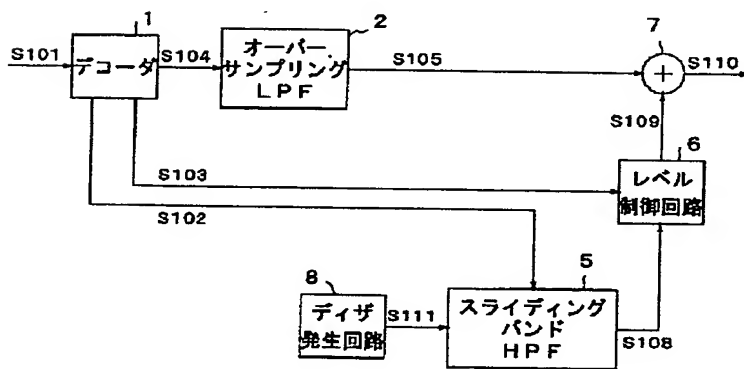 1
S101
デコーダ
S104
2
オーバー
サンプリング
LPF
S105
7
+
S110
S109
6
レベル
制御回路
S103
S102
8
ディザ
発生回路
S111
5
スライディング
バンド
HPF
S108